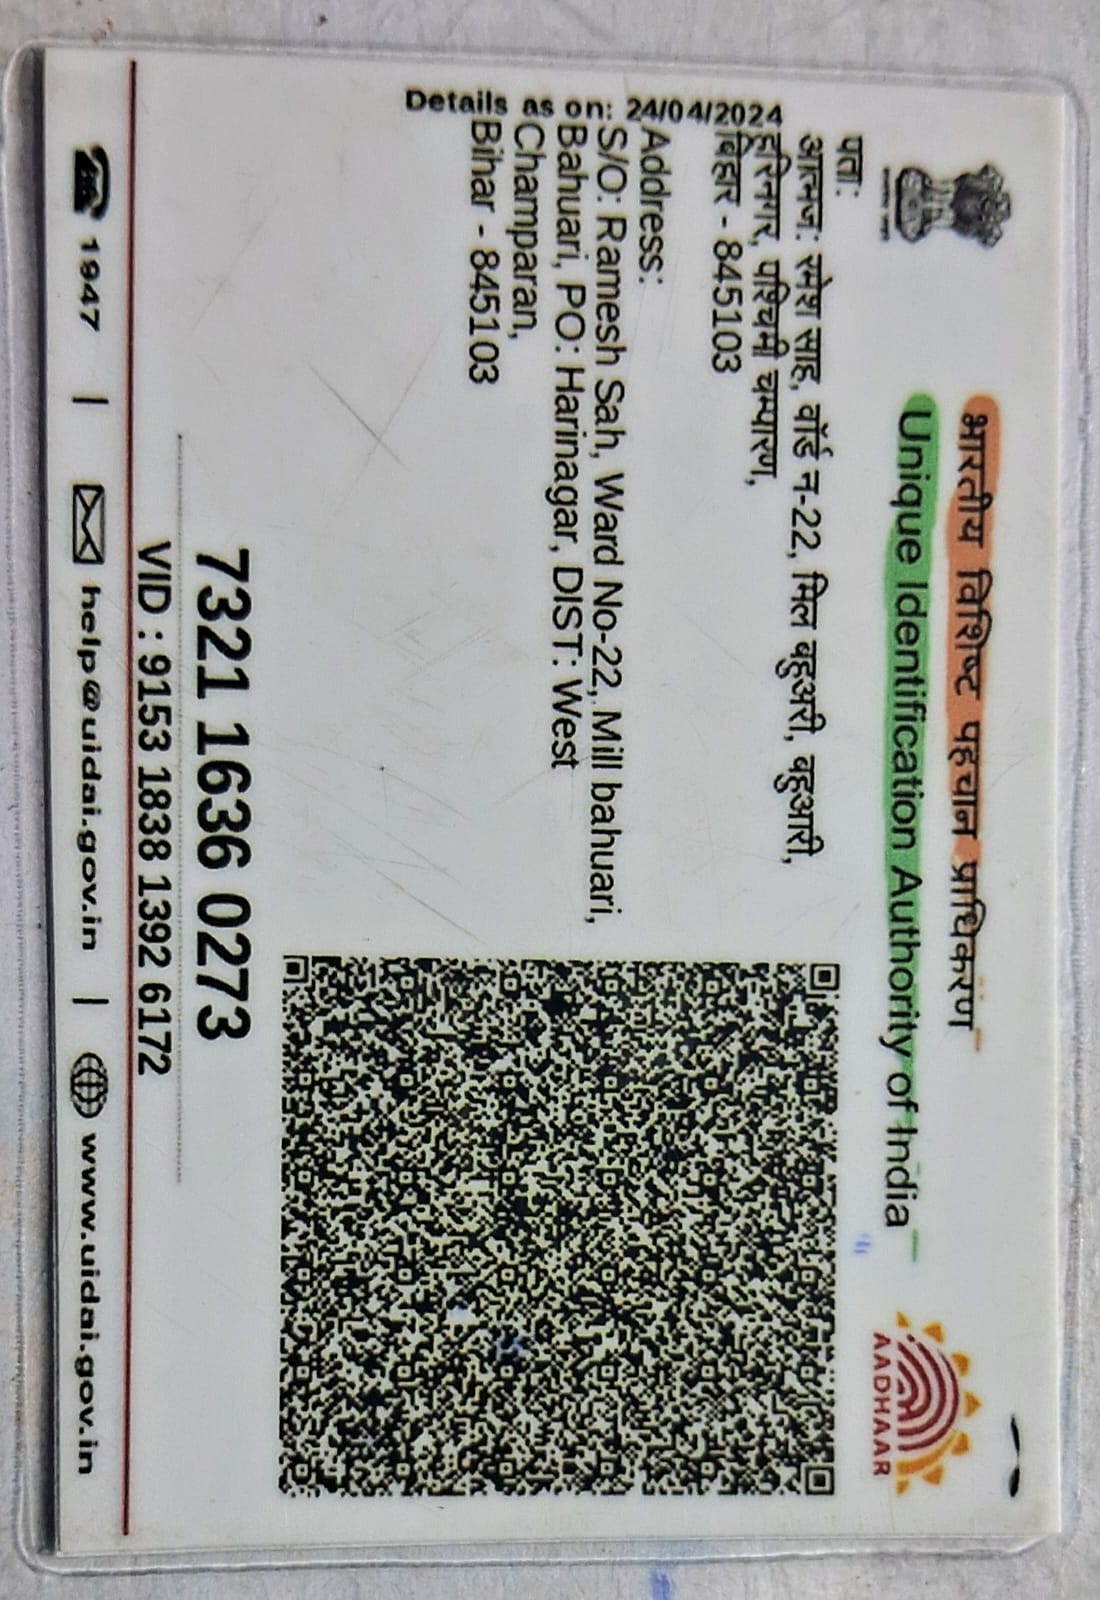 भारतीय विशिष्ट पहचान प्राधिकरण
Unique Identification Authority of India
AADHAAR
पता:
आत्मज: रमेश साह, वॉर्ड न-22, मिल बहुअरी, बहुआरी,
हरिनगर, पश्चिमी चम्पारण,
बिहार - 845103
Address:
S/O: Ramesh Sah, Ward No-22, Mill bahuari,
Bahuari, PO: Harinagar, DIST: West
Champaran,
Bihar - 845103
Details as on: 24/04/2024
7321 1636 0273
VID : 9153 1838 1392 6172
1947 | help@uidai.gov.in | www.uidai.gov.in